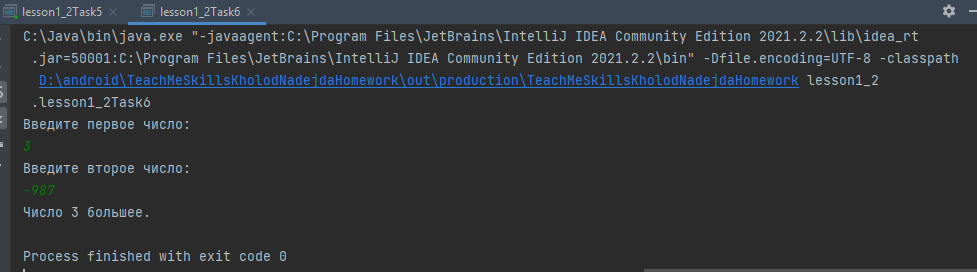 lesson1_2Task5 × lesson1_2Task6 ×
C:\Java\bin\java.exe "-javaagent:C:\Program Files\JetBrains\IntelliJ IDEA Community Edition 2021.2.2\lib\idea_rt
.jar=50001:C:\Program Files\JetBrains\IntelliJ IDEA Community Edition 2021.2.2\bin" -Dfile.encoding=UTF-8 -classpath
D:\android\TeachMeSkillsKholodNadejdaHomework\out\production\TeachMeSkillsKholodNadejdaHomework lesson1_2
.lesson1_2Task6
Введите первое число:
3
Введите второе число:
-987
Число 3 большее.
Process finished with exit code 0